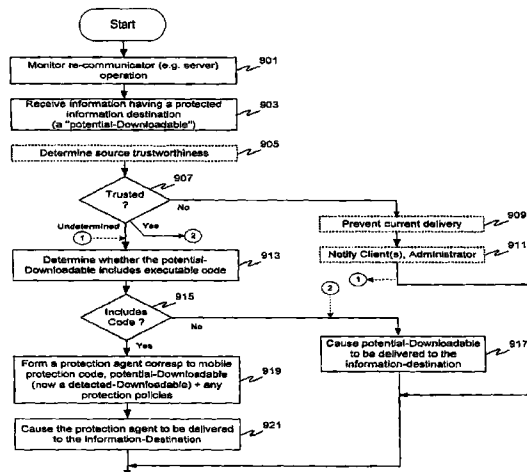 Start
Monitor re-communicator (e.g. server)
operation
901
Receive information having a protected
information destination
(a "potential-Downloadable")
903
Determine source trustworthiness
905
Trusted
?
907
No
Undetermined
Yes
1
2
Prevent current delivery
909
Notify Client(s), Administrator
911
1
Determine whether the potential-
Downloadable includes executable code
913
2
Includes
Code ?
915
No
Yes
Cause potential-Downloadable
to be delivered to the
information-destination
917
Form a protection agent corresp to mobile
protection code, potential-Downloadable
(now a detected-Downloadable) + any
protection policies
919
Cause the protection agent to be delivered
to the Information-Destination
921